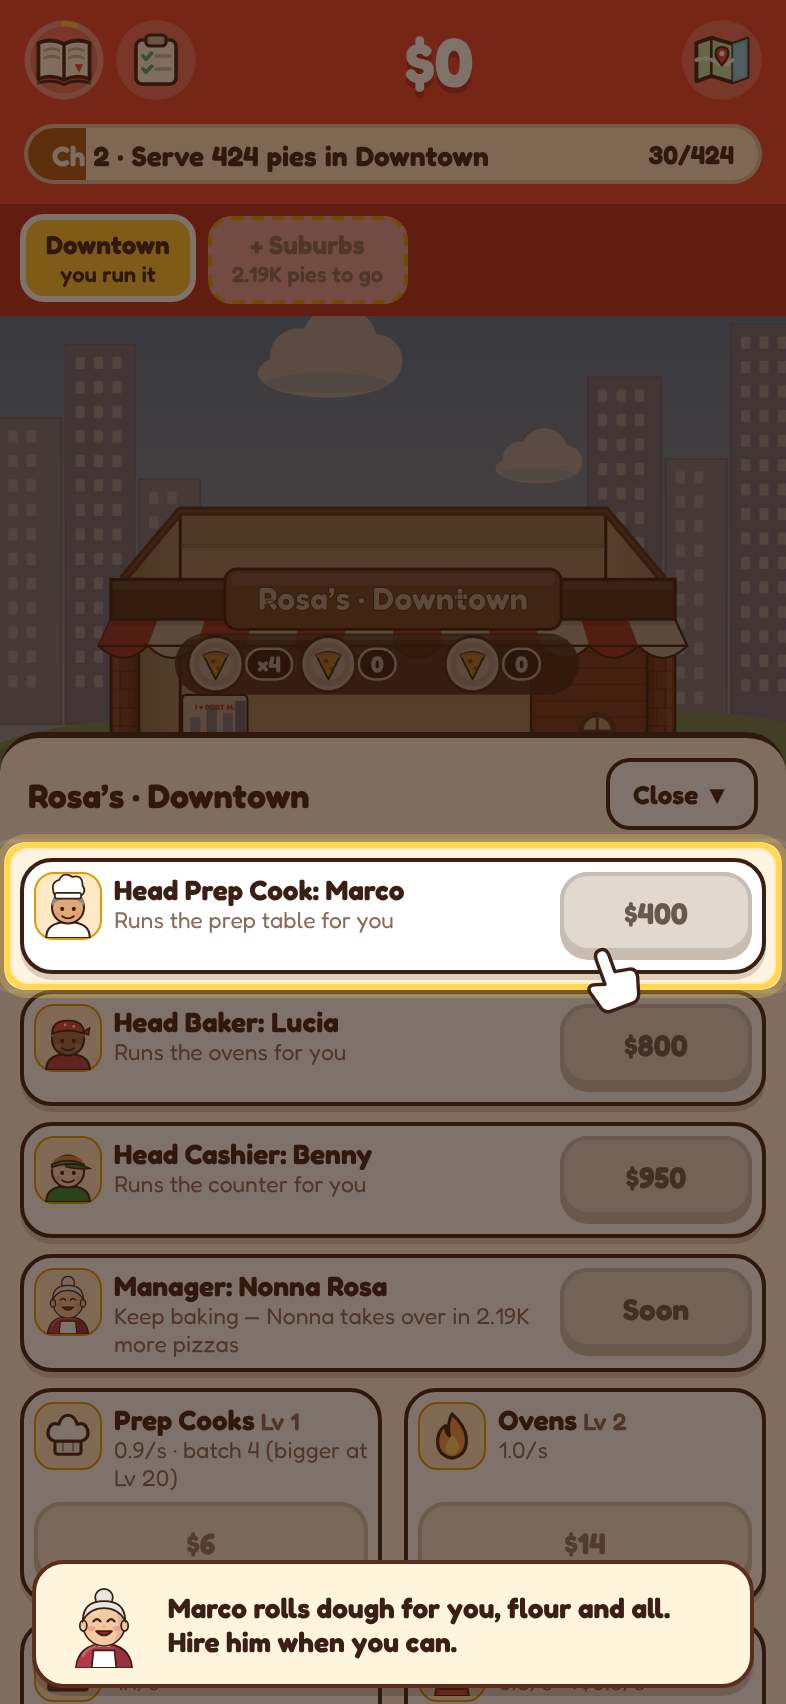 $0
Ch 2 · Serve 424 pies in Downtown
30/424
Downtown
you run it
+ Suburbs
2.19K pies to go
Rosa's · Downtown
x4
0
0
Rosa's · Downtown
Close ▼
Head Prep Cook: Marco
Runs the prep table for you
$400
Head Baker: Lucia
Runs the ovens for you
$800
Head Cashier: Benny
Runs the counter for you
$950
Manager: Nonna Rosa
Keep baking — Nonna takes over in 2.19K
more pizzas
Soon
Prep Cooks Lv 1
0.9/s · batch 4 (bigger at
Lv 20)
$6
Ovens Lv 2
1.0/s
$14
Marco rolls dough for you, flour and all.
Hire him when you can.